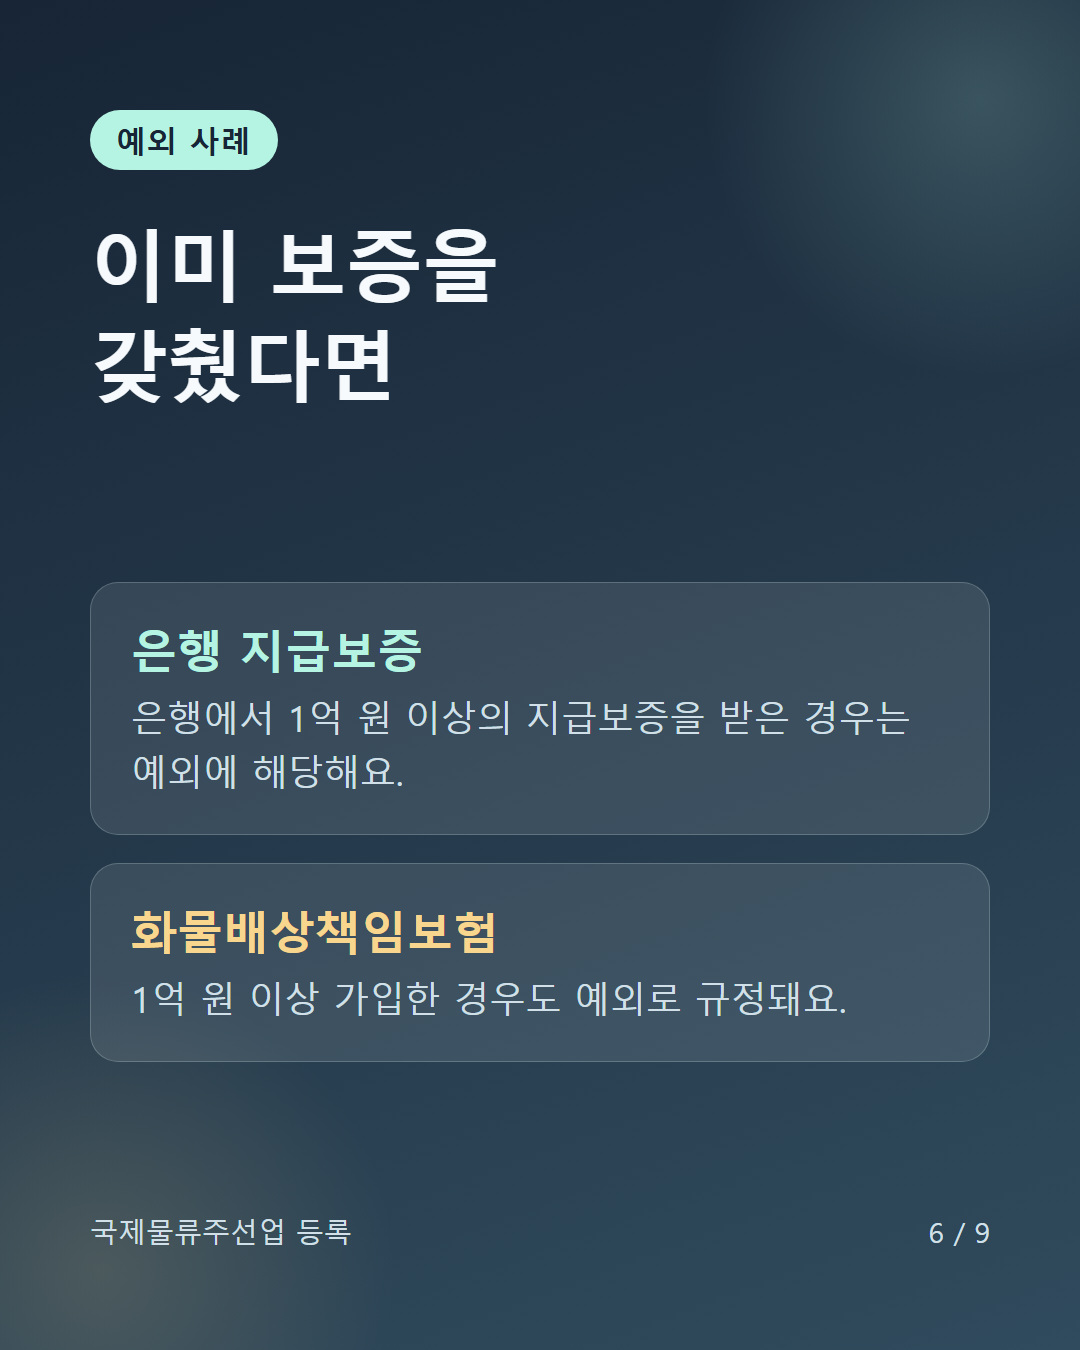 예외 사례
이미 보증을
갖췄다면
은행 지급보증
은행에서 1억 원 이상의 지급보증을 받은 경우는
예외에 해당해요.
화물배상책임보험
1억 원 이상 가입한 경우도 예외로 규정돼요.
국제물류주선업 등록
6 / 9